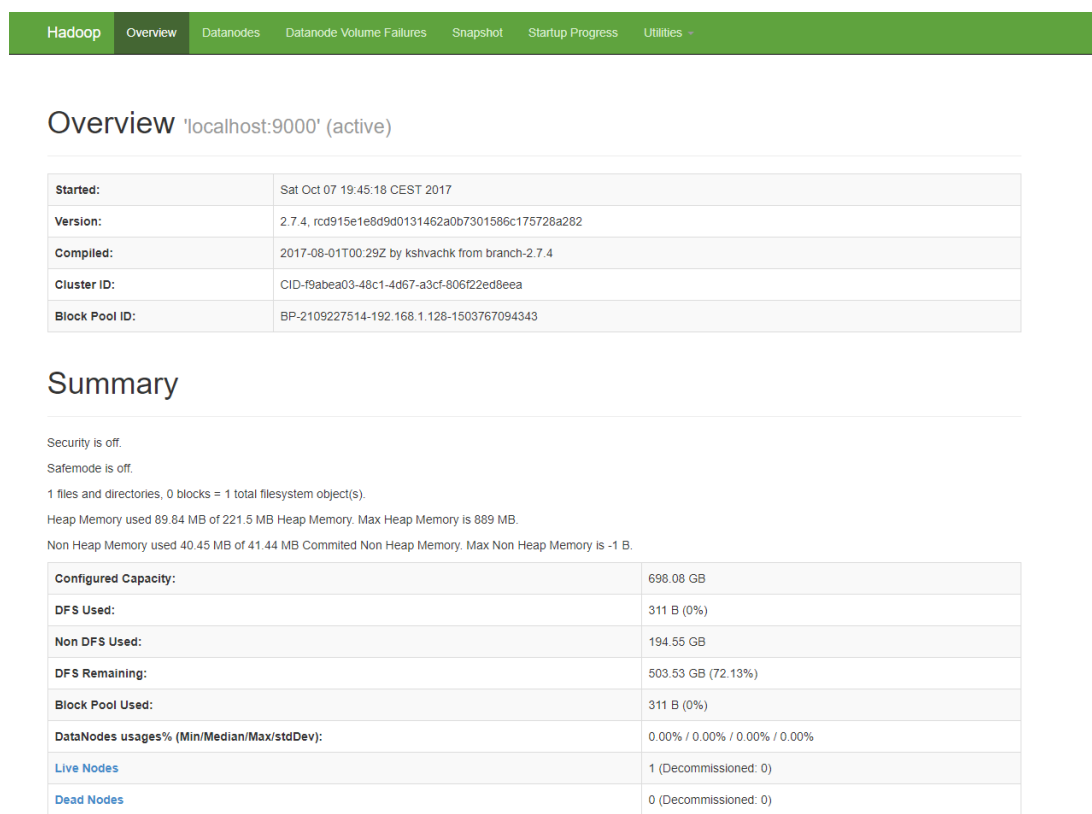 Hadoop Overview Datanodes Datanode Volume Failures Snapshot Startup Progress Utilities
Overview 'localhost:9000' (active)
Started: Sat Oct 07 19:45:18 CEST 2017
Version: 2.7.4, rcd915e1e8d9d0131462a0b7301586c175728a282
Compiled: 2017-08-01T00:29Z by kshvachk from branch-2.7.4
Cluster ID: CID-f9abea03-48c1-4d67-a3cf-806f22ed8eea
Block Pool ID: BP-2109227514-192.168.1.128-1503767094343
Summary
Security is off.
Safemode is off.
1 files and directories, 0 blocks = 1 total filesystem object(s).
Heap Memory used 89.84 MB of 221.5 MB Heap Memory. Max Heap Memory is 889 MB.
Non Heap Memory used 40.45 MB of 41.44 MB Commited Non Heap Memory. Max Non Heap Memory is -1 B.
Configured Capacity: 698.08 GB
DFS Used: 311 B (0%)
Non DFS Used: 194.55 GB
DFS Remaining: 503.53 GB (72.13%)
Block Pool Used: 311 B (0%)
DataNodes usages% (Min/Median/Max/stdDev): 0.00% / 0.00% / 0.00% / 0.00%
Live Nodes 1 (Decommissioned: 0)
Dead Nodes 0 (Decommissioned: 0)